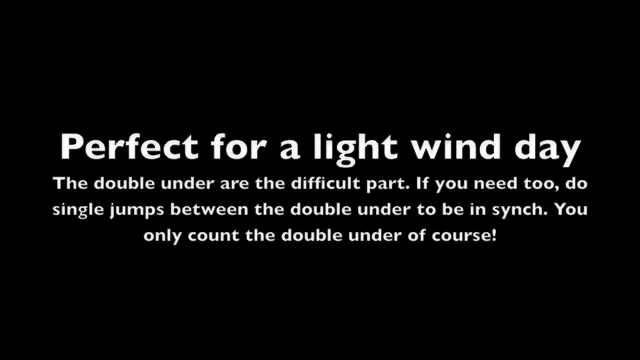 Perfect for a light wind day
The double under are the difficult part. If you need too, do
single jumps between the double under to be in synch. You
only count the double under of course!